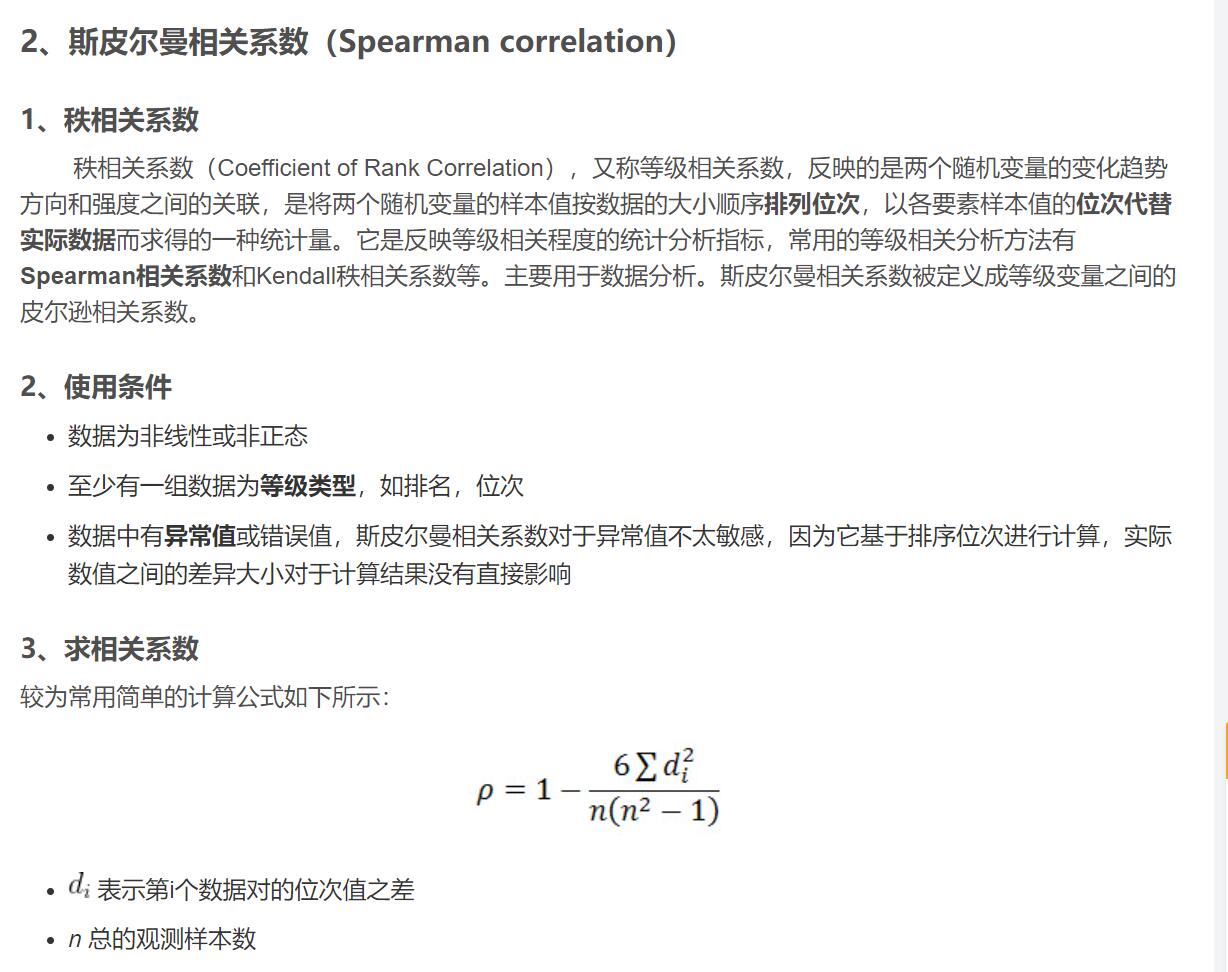 2、斯皮尔曼相关系数（Spearman correlation）
1、秩相关系数
秩相关系数（Coefficient of Rank Correlation），又称等级相关系数，反映的是两个随机变量的变化趋势
方向和强度之间的关联，是将两个随机变量的样本值按数据的大小顺序排列位次，以各要素样本值的位次代替
实际数据而求得的一种统计量。它是反映等级相关程度的统计分析指标，常用的等级相关分析方法有
Spearman相关系数和Kendall秩相关系数等。主要用于数据分析。斯皮尔曼相关系数被定义成等级变量之间的
皮尔逊相关系数。
2、使用条件
• 数据为非线性或非正态
• 至少有一组数据为等级类型，如排名，位次
• 数据中有异常值或错误值，斯皮尔曼相关系数对于异常值不太敏感，因为它基于排序位次进行计算，实际
数值之间的差异大小对于计算结果没有直接影响
3、求相关系数
较为常用简单的计算公式如下所示：
ρ = 1 − 6 ∑ dᵢ² / n(n² − 1)
• dᵢ 表示第i个数据对的位次值之差
• n 总的观测样本数